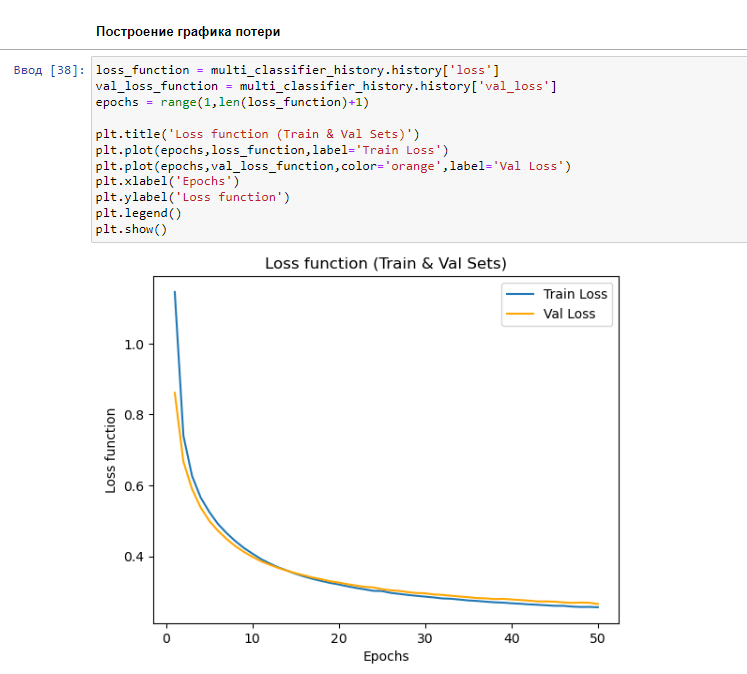 Построение графика потери
Ввод [38]:
loss_function = multi_classifier_history.history['loss']
val_loss_function = multi_classifier_history.history['val_loss']
epochs = range(1,len(loss_function)+1)
plt.title('Loss function (Train & Val Sets)')
plt.plot(epochs,loss_function,label='Train Loss')
plt.plot(epochs,val_loss_function,color='orange',label='Val Loss')
plt.xlabel('Epochs')
plt.ylabel('Loss function')
plt.legend()
plt.show()
Loss function (Train & Val Sets)
Train Loss
Val Loss
Loss function
1.0
0.8
0.6
0.4
0 10 20 30 40 50
Epochs